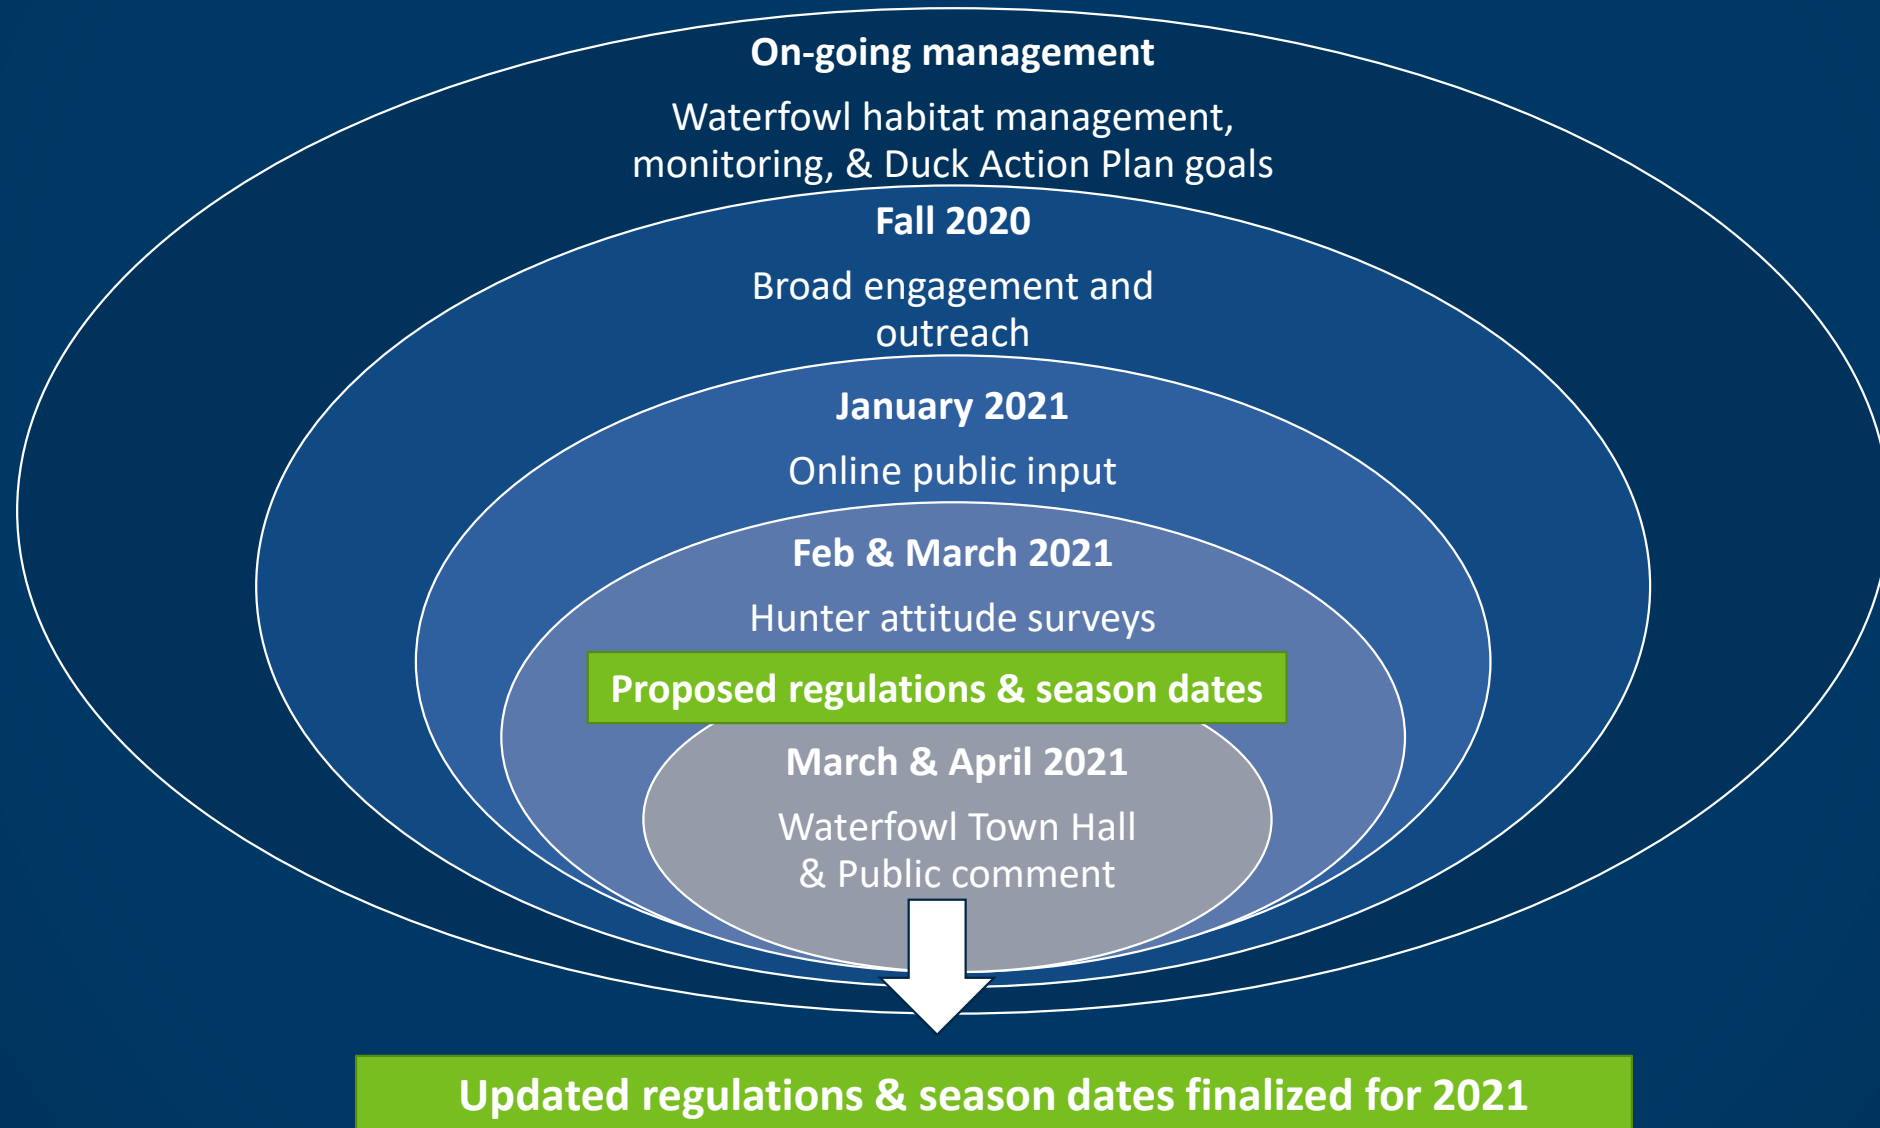 On-going management
Waterfowl habitat management,
monitoring, & Duck Action Plan goals
Fall 2020
Broad engagement and
outreach
January 2021
Online public input
Feb & March 2021
Hunter attitude surveys
Proposed regulations & season dates
March & April 2021
Waterfowl Town Hall
& Public comment
Updated regulations & season dates finalized for 2021